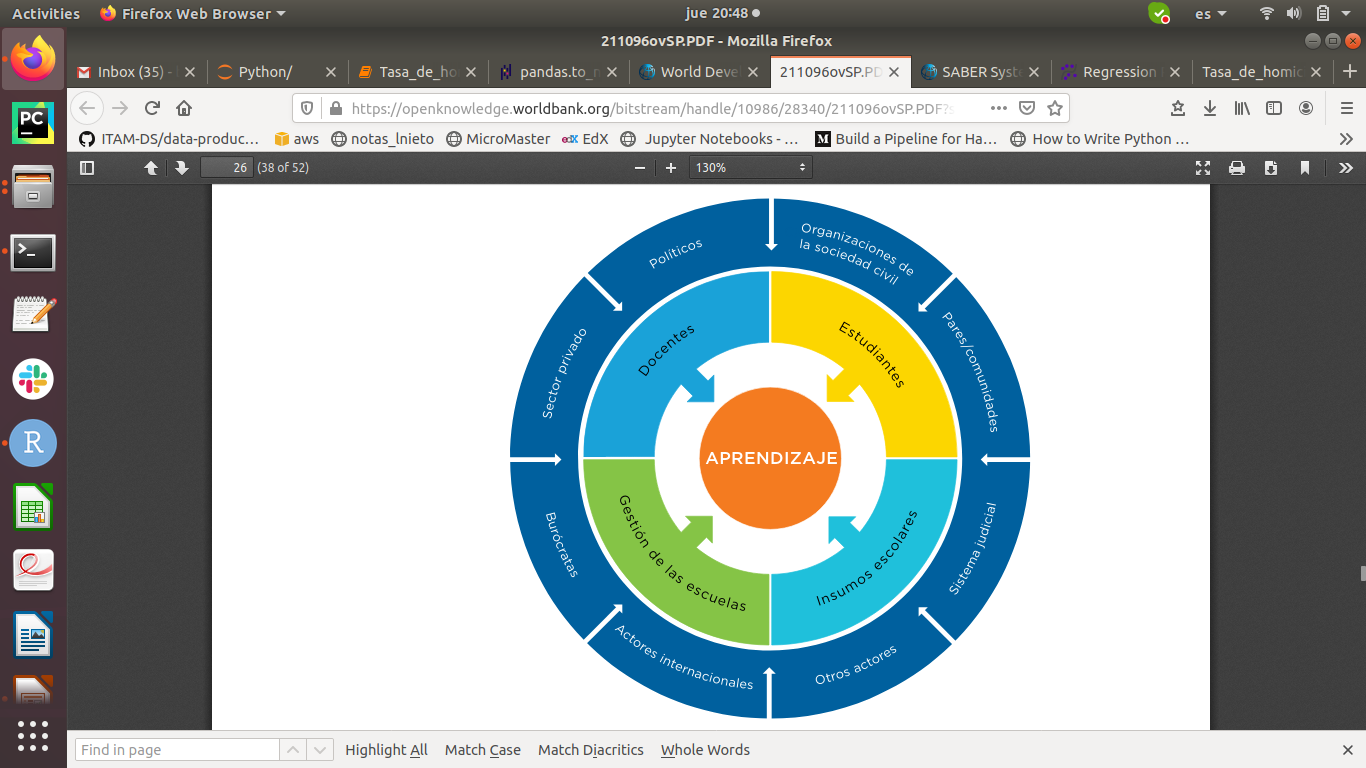 Activities
Firefox Web Browser
jue 20:48
es
211096ovSP.PDF - Mozilla Firefox
Inbox (35) -
Python/
Tasa_de_ho
pandas.to_
World Deve
211096ovSP.PD
SABER Syst
Regression
Tasa_de_homic
https://openknowledge.worldbank.org/bitstream/handle/10986/28340/211096ovSP.PDF?
ITAM-DS/data-produc…
aws
notas_lnieto
MicroMaster
edX
EdX
Jupyter Notebooks - …
M
Build a Pipeline for Ha…
How to Write Python …
26
(38 of 52)
130%
PC
R
Políticos
Organizaciones de
la sociedad civil
Sector privado
Docentes
Estudiantes
Pares/comunidades
APRENDIZAJE
Burócratas
Gestión de las escuelas
Insumos escolares
Sistema judicial
Actores internacionales
Otros actores
Find in page
Highlight All
Match Case
Match Diacritics
Whole Words